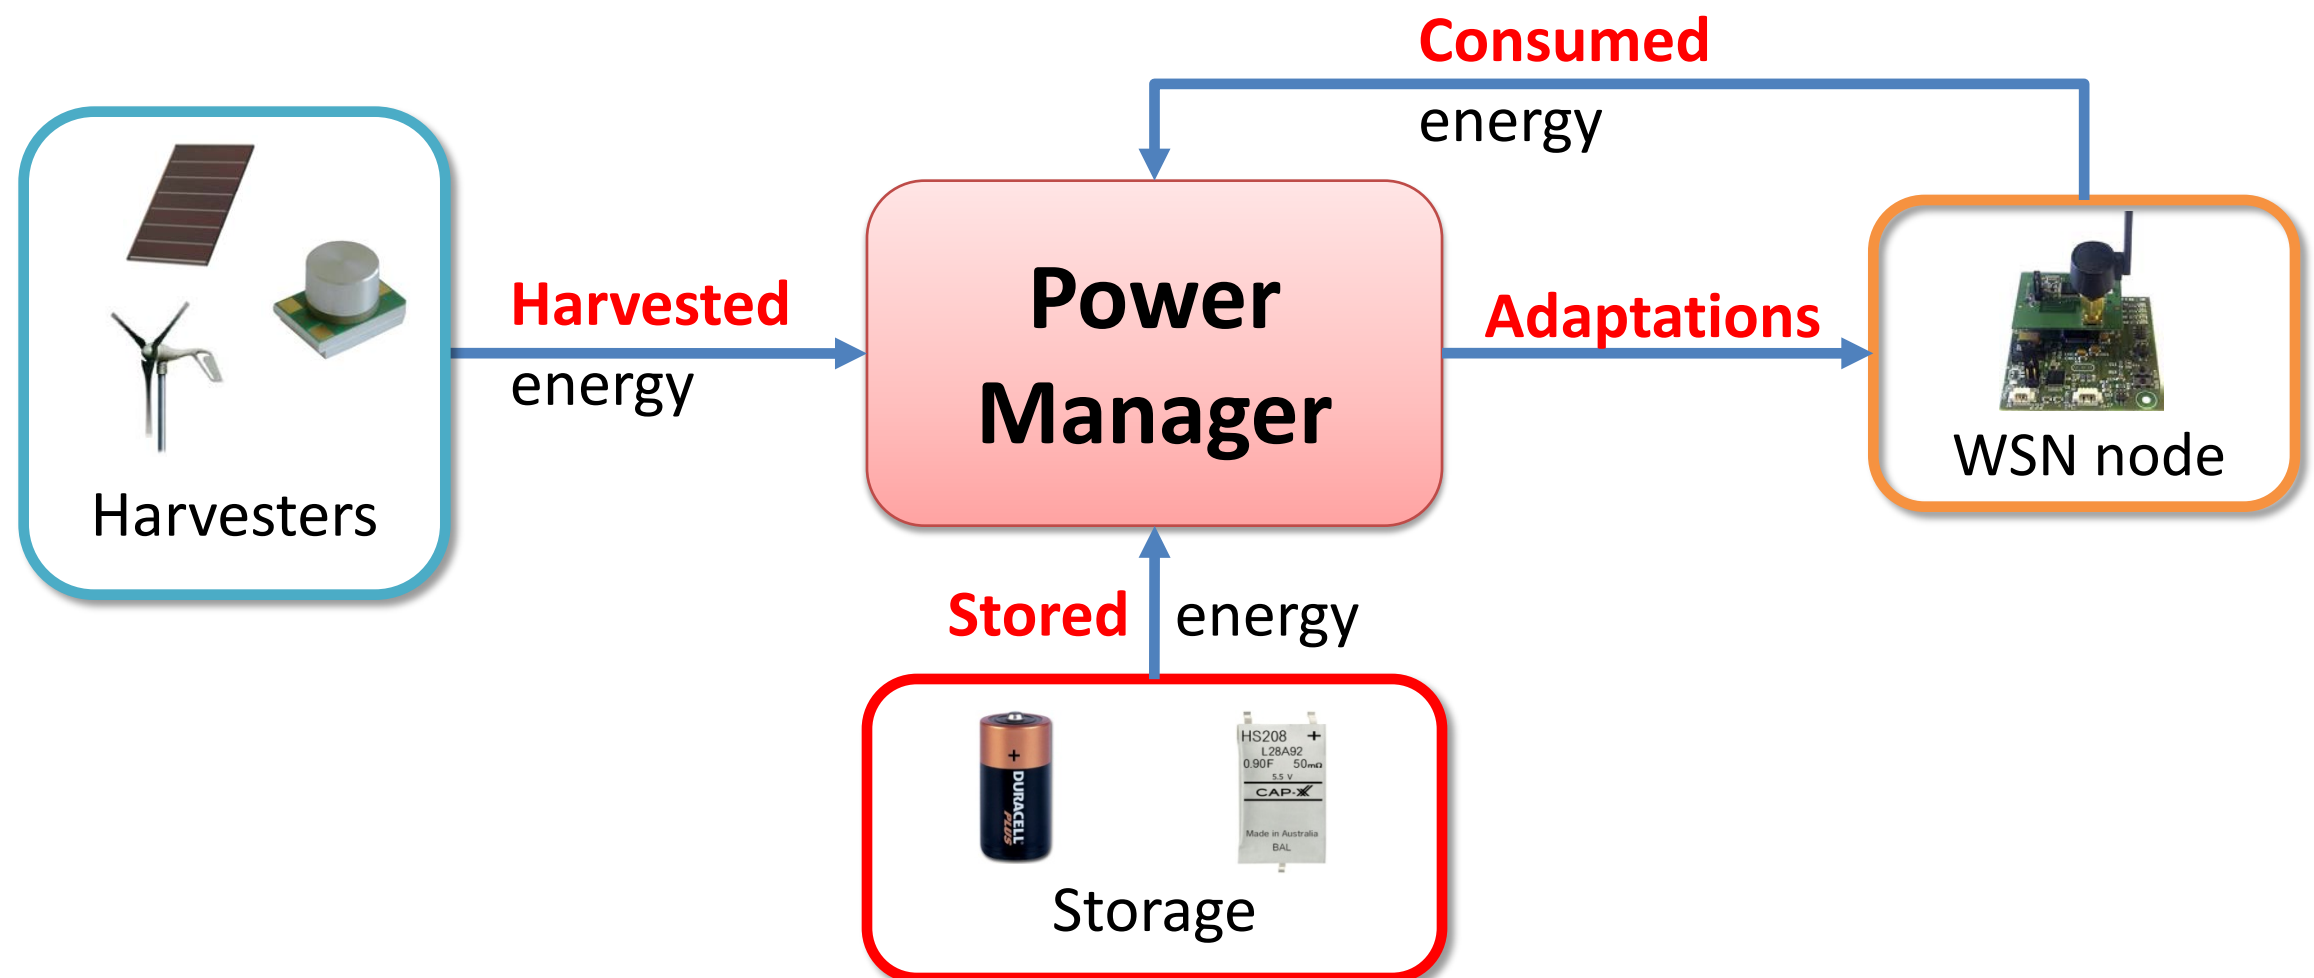 Consumed
energy
Harvested
energy
Power
Manager
Adaptations
WSN node
Harvesters
Stored energy
DURACELL
PLUS
+
HS208 +
L28A92
0.90F 50mΩ
5.5 V
CAP-XX
Made in Australia
BAL
Storage